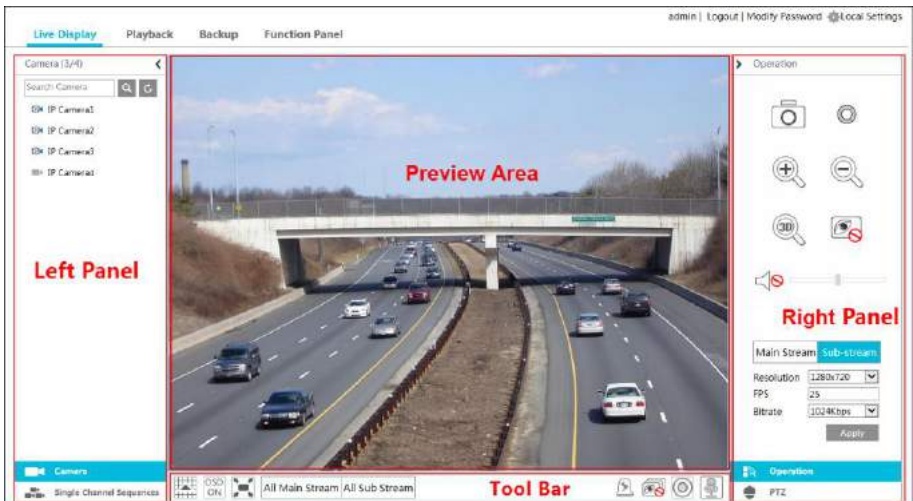 admin | Logout | Modify Password Local Settings
Live Display Playback Backup Function Panel
Camera (3/4)
Search Camera
IP Camera1
IP Camera2
IP Camera3
IP Camera4
Left Panel
Camera
Single Channel Sequences
Preview Area
OSD
ON
All Main Stream
All Sub Stream
Tool Bar
Operation
3D
Right Panel
Main Stream
Sub-stream
Resolution 1280x720
FPS 25
Bitrate 1024Kbps
Apply
Operation
PTZ